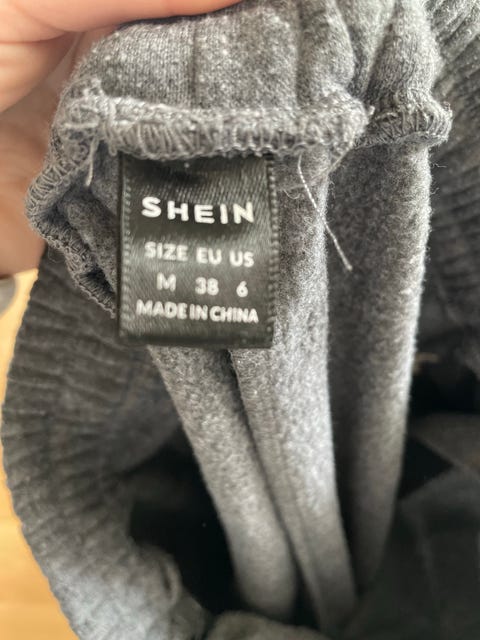 SHEIN
SIZE EU US
M 38 6
MADE IN CHINA